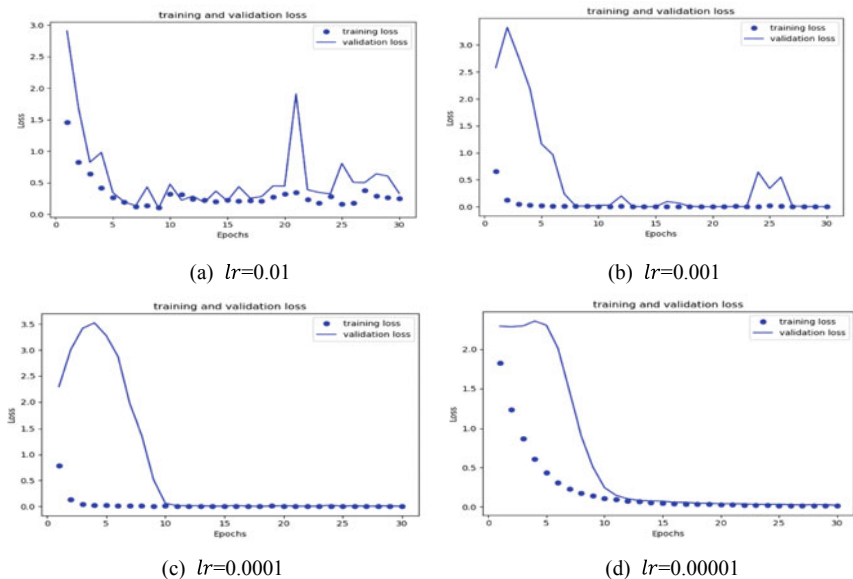 training and validation loss
training loss
validation loss
Loss
3.0
2.5
2.0
1.5
1.0
0.5
0.0
0 5 10 15 20 25 30
Epochs
(a) lr=0.01
training and validation loss
training loss
validation loss
Loss
3.0
2.5
2.0
1.5
1.0
0.5
0.0
0 5 10 15 20 25 30
Epochs
(b) lr=0.001
training and validation loss
training loss
validation loss
Loss
3.5
3.0
2.5
2.0
1.5
1.0
0.5
0.0
0 5 10 15 20 25 30
Epochs
(c) lr=0.0001
training and validation loss
training loss
validation loss
Loss
2.0
1.5
1.0
0.5
0.0
0 5 10 15 20 25 30
Epochs
(d) lr=0.00001